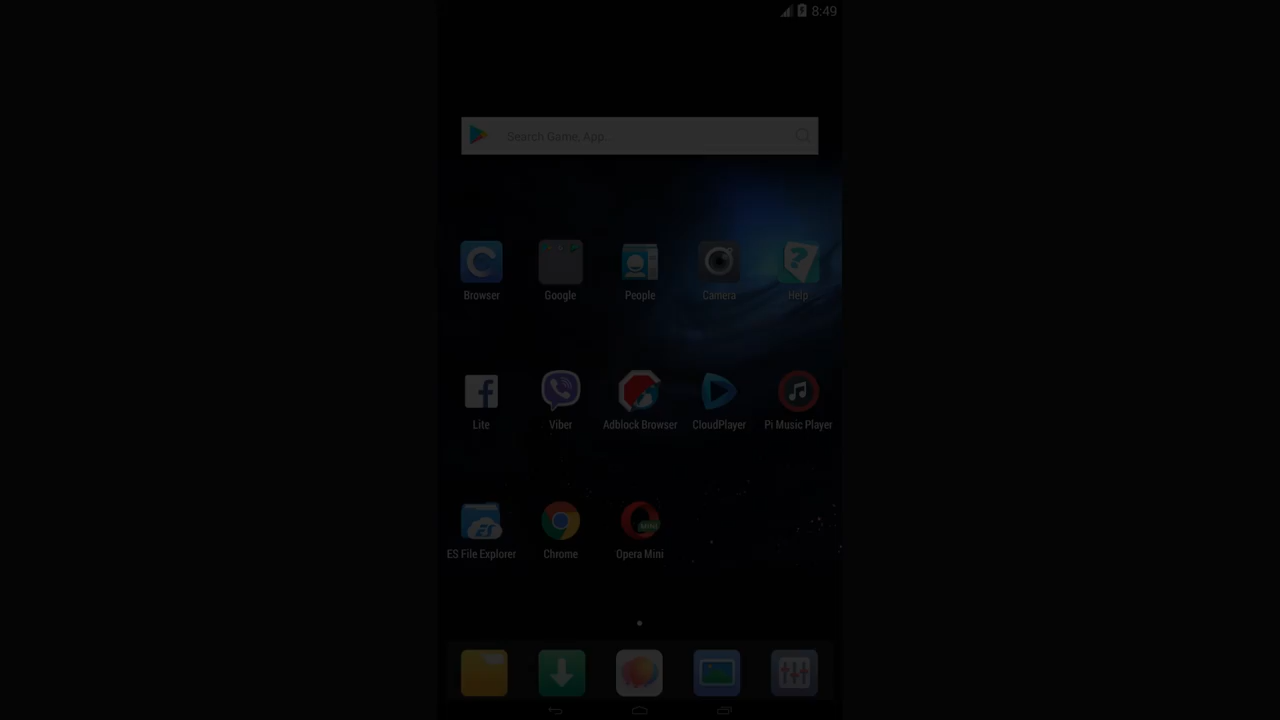 8:49
Search Game, App...
Browser Google People Camera Help
Lite Viber Adblock Browser CloudPlayer Pi Music Player
ES File Explorer Chrome Opera Mini